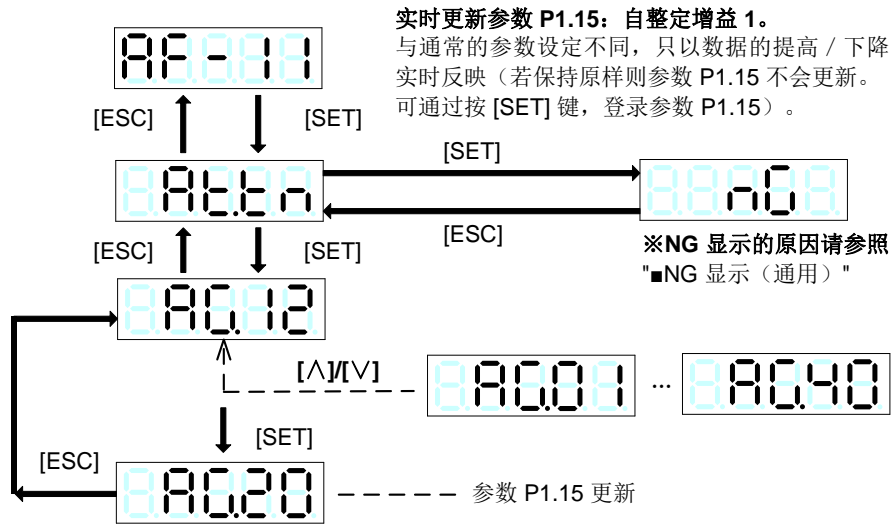 实时更新参数 P1.15：自整定增益 1。
与通常的参数设定不同，只以数据的提高 / 下降
实时反映（若保持原样则参数 P1.15 不会更新。
可通过按 [SET] 键，登录参数 P1.15）。
AF-11
[ESC] [SET]
[SET]
At.tn
nG
[ESC]
[ESC] [SET]
※NG 显示的原因请参照
"■NG 显示（通用）"
AG.12
[∧]/[∨]
AG.01 ... AG.40
[SET]
[ESC]
AG.20
参数 P1.15 更新